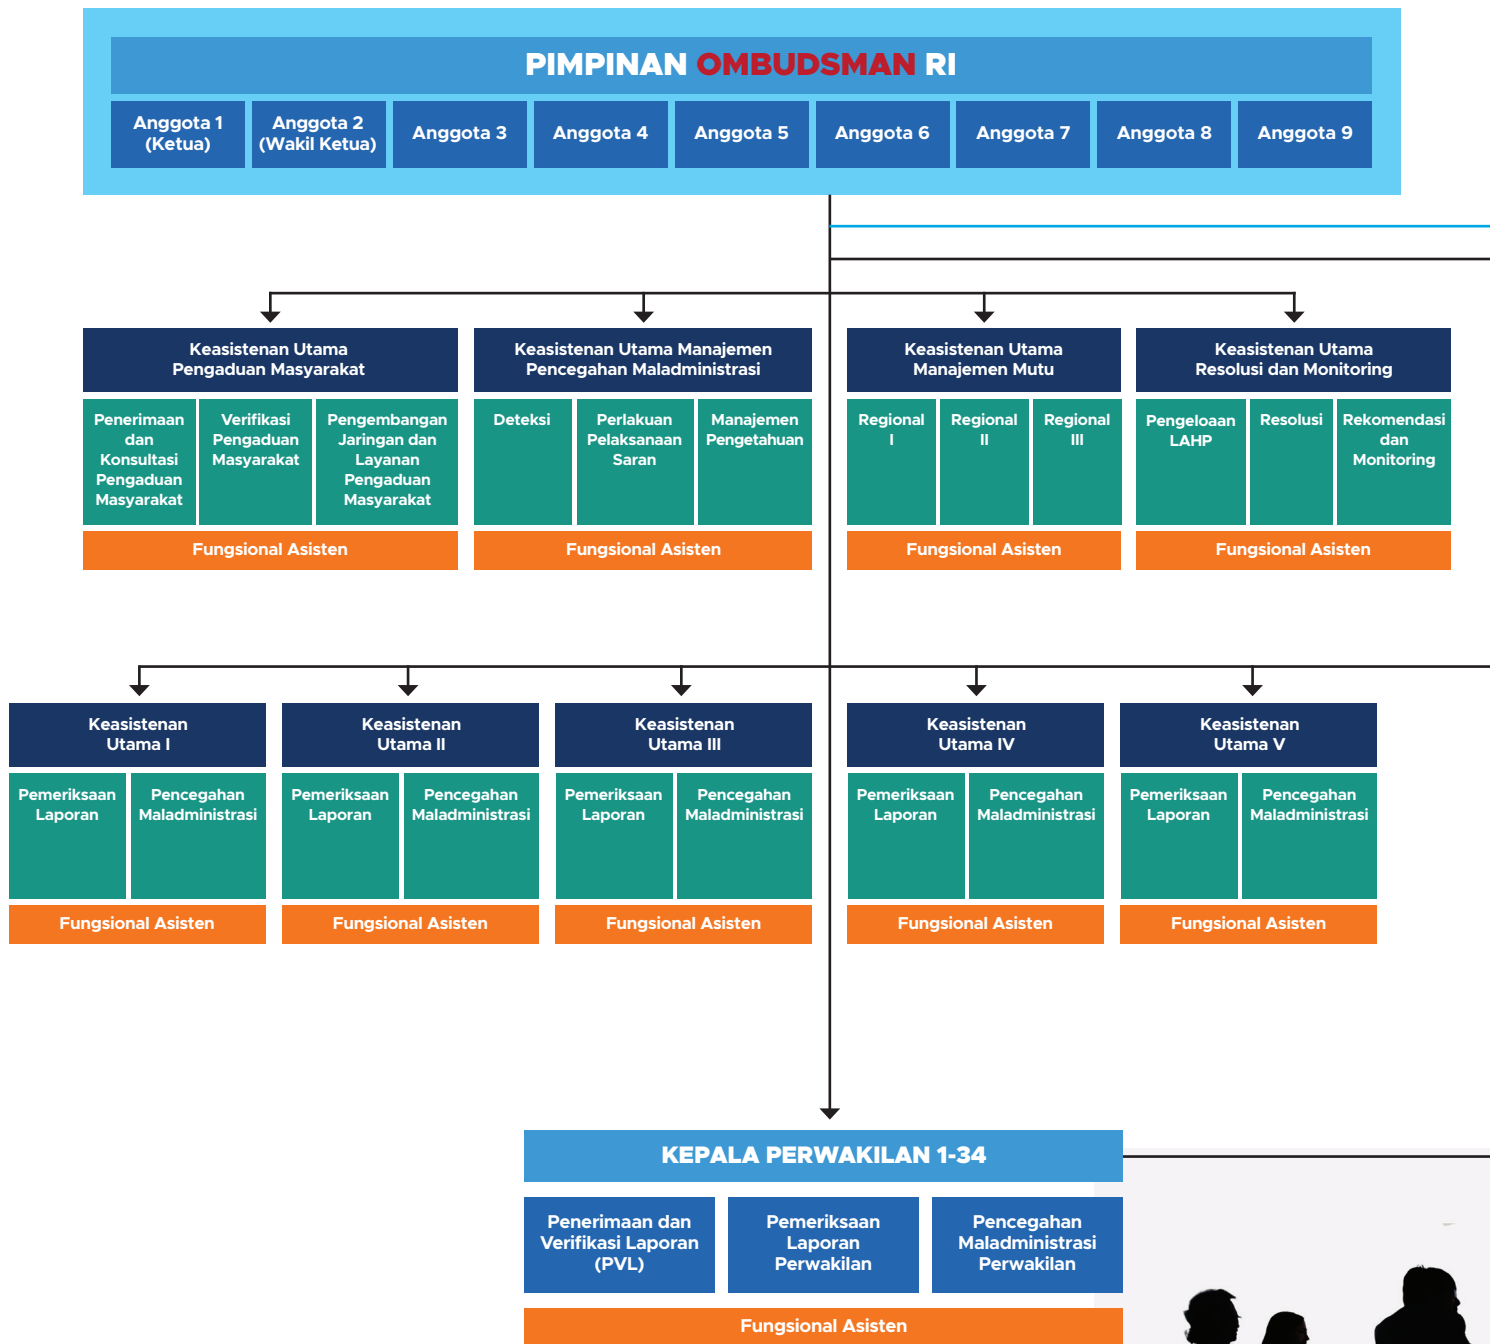 PIMPINAN OMBUDSMAN RI
Anggota 1
(Ketua)
Anggota 2
(Wakil Ketua)
Anggota 3
Anggota 4
Anggota 5
Anggota 6
Anggota 7
Anggota 8
Anggota 9
Keasistenan Utama
Pengaduan Masyarakat
Penerimaan
dan
Konsultasi
Pengaduan
Masyarakat
Verifikasi
Pengaduan
Masyarakat
Pengembangan
Jaringan dan
Layanan
Pengaduan
Masyarakat
Fungsional Asisten
Keasistenan Utama Manajemen
Pencegahan Maladministrasi
Deteksi
Perlakuan
Pelaksanaan
Saran
Manajemen
Pengetahuan
Fungsional Asisten
Keasistenan Utama
Manajemen Mutu
Regional
I
Regional
II
Regional
III
Fungsional Asisten
Keasistenan Utama
Resolusi dan Monitoring
Pengeloaan
LAHP
Resolusi
Rekomendasi
dan
Monitoring
Fungsional Asisten
Keasistenan
Utama I
Pemeriksaan
Laporan
Pencegahan
Maladministrasi
Fungsional Asisten
Keasistenan
Utama II
Pemeriksaan
Laporan
Pencegahan
Maladministrasi
Fungsional Asisten
Keasistenan
Utama III
Pemeriksaan
Laporan
Pencegahan
Maladministrasi
Fungsional Asisten
Keasistenan
Utama IV
Pemeriksaan
Laporan
Pencegahan
Maladministrasi
Fungsional Asisten
Keasistenan
Utama V
Pemeriksaan
Laporan
Pencegahan
Maladministrasi
Fungsional Asisten
KEPALA PERWAKILAN 1-34
Penerimaan dan
Verifikasi Laporan
(PVL)
Pemeriksaan
Laporan
Perwakilan
Pencegahan
Maladministrasi
Perwakilan
Fungsional Asisten